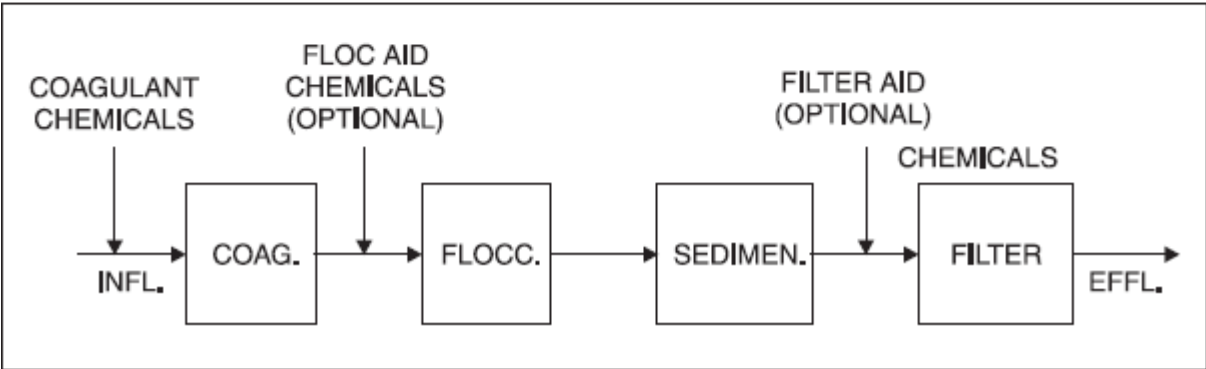 COAGULANT
CHEMICALS
FLOC AID
CHEMICALS
(OPTIONAL)
FILTER AID
(OPTIONAL)
CHEMICALS
INFL.
COAG.
FLOCC.
SEDIMEN.
FILTER
EFFL.